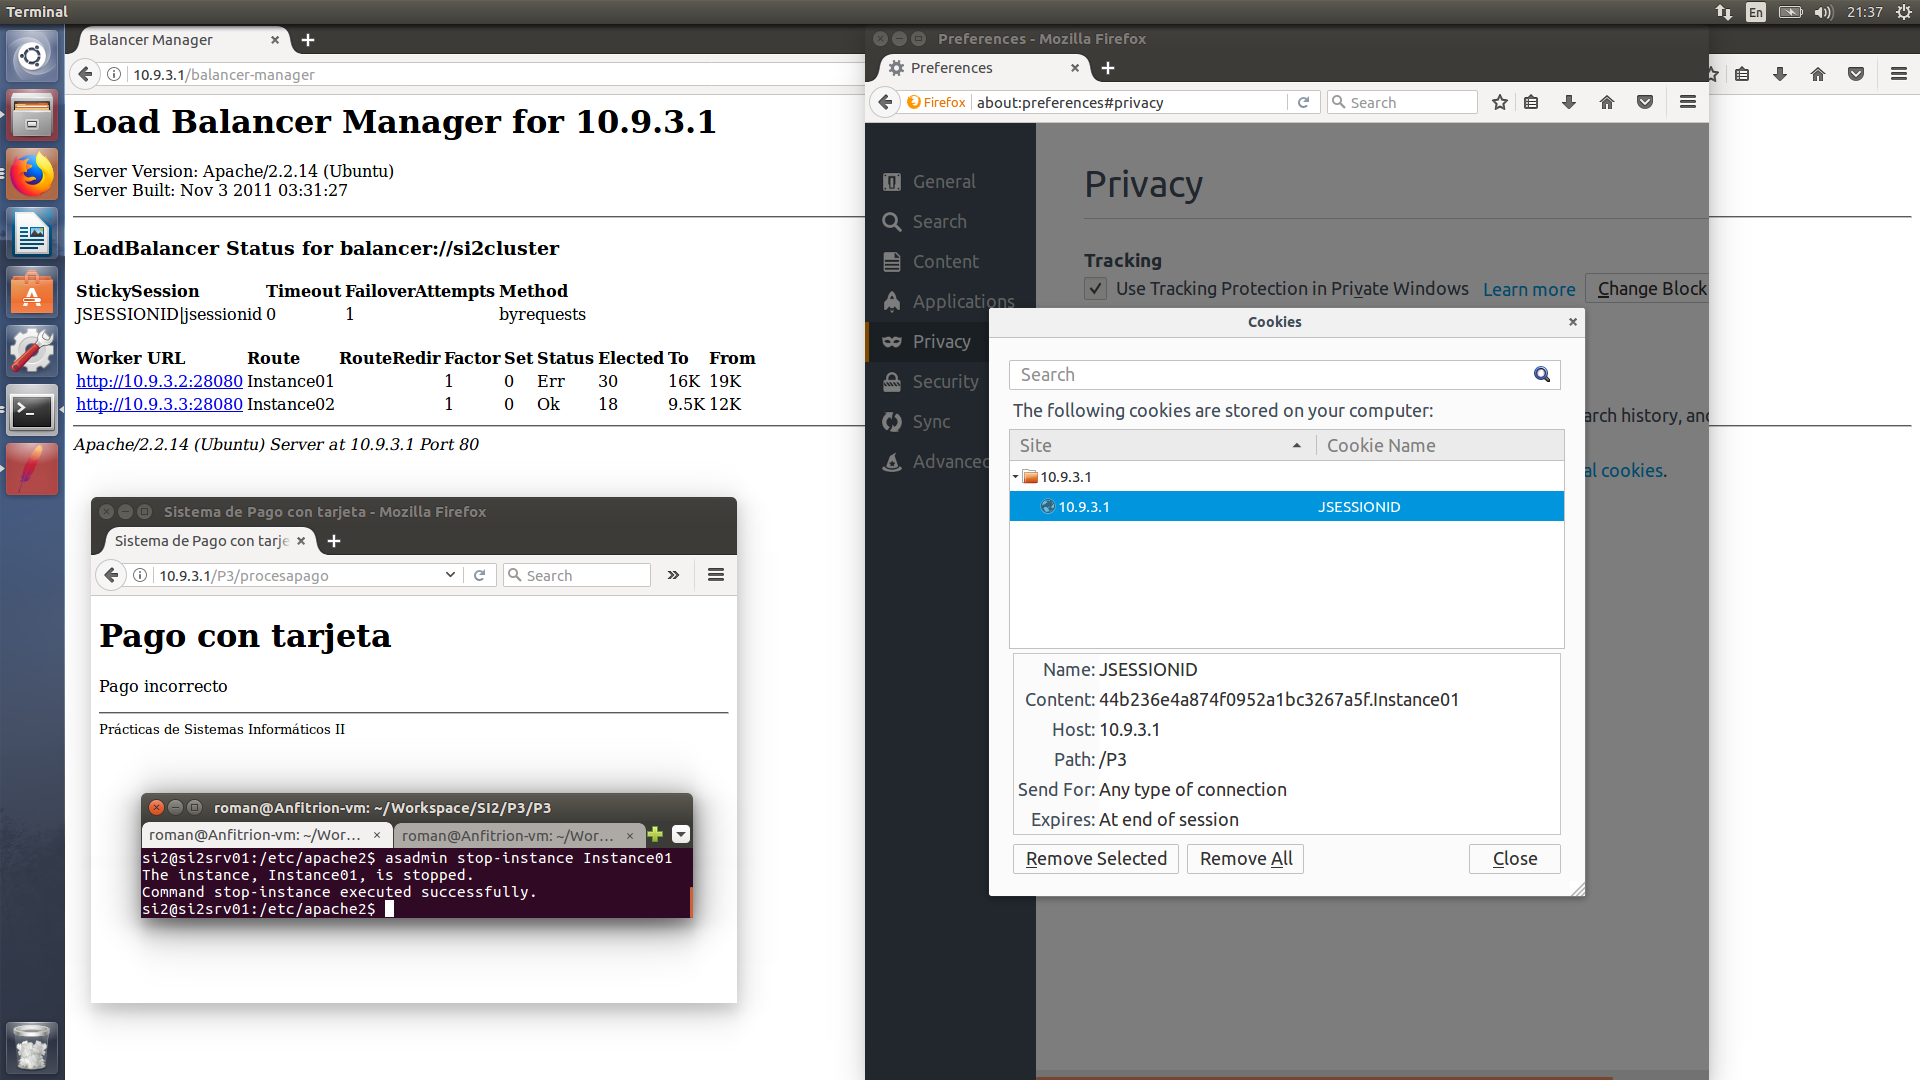 Terminal
En
21:37
Balancer Manager
10.9.3.1/balancer-manager
Load Balancer Manager for 10.9.3.1
Server Version: Apache/2.2.14 (Ubuntu)
Server Built: Nov 3 2011 03:31:27
LoadBalancer Status for balancer://si2cluster
StickySession Timeout FailoverAttempts Method
JSESSIONID|jsessionid 0 1 byrequests
Worker URL Route RouteRedir Factor Set Status Elected To From
http://10.9.3.2:28080 Instance01 1 0 Err 30 16K 19K
http://10.9.3.3:28080 Instance02 1 0 Ok 18 9.5K 12K
Apache/2.2.14 (Ubuntu) Server at 10.9.3.1 Port 80
Sistema de Pago con tarjeta - Mozilla Firefox
Sistema de Pago con tarje
10.9.3.1/P3/procesapago
Search
Pago con tarjeta
Pago incorrecto
Prácticas de Sistemas Informáticos II
roman@Anfitrion-vm: ~/Workspace/SI2/P3/P3
roman@Anfitrion-vm: ~/Wor...
roman@Anfitrion-vm: ~/Wor...
si2@si2srv01:/etc/apache2$ asadmin stop-instance Instance01
The instance, Instance01, is stopped.
Command stop-instance executed successfully.
si2@si2srv01:/etc/apache2$
Preferences - Mozilla Firefox
Preferences
Firefox
about:preferences#privacy
Search
General
Search
Content
Applications
Privacy
Security
Sync
Advanced
Privacy
Tracking
Use Tracking Protection in Private Windows Learn more Change Block
arch history, an
al cookies.
Cookies
Search
The following cookies are stored on your computer:
Site Cookie Name
10.9.3.1
10.9.3.1 JSESSIONID
Name: JSESSIONID
Content: 44b236e4a874f0952a1bc3267a5f.Instance01
Host: 10.9.3.1
Path: /P3
Send For: Any type of connection
Expires: At end of session
Remove Selected
Remove All
Close